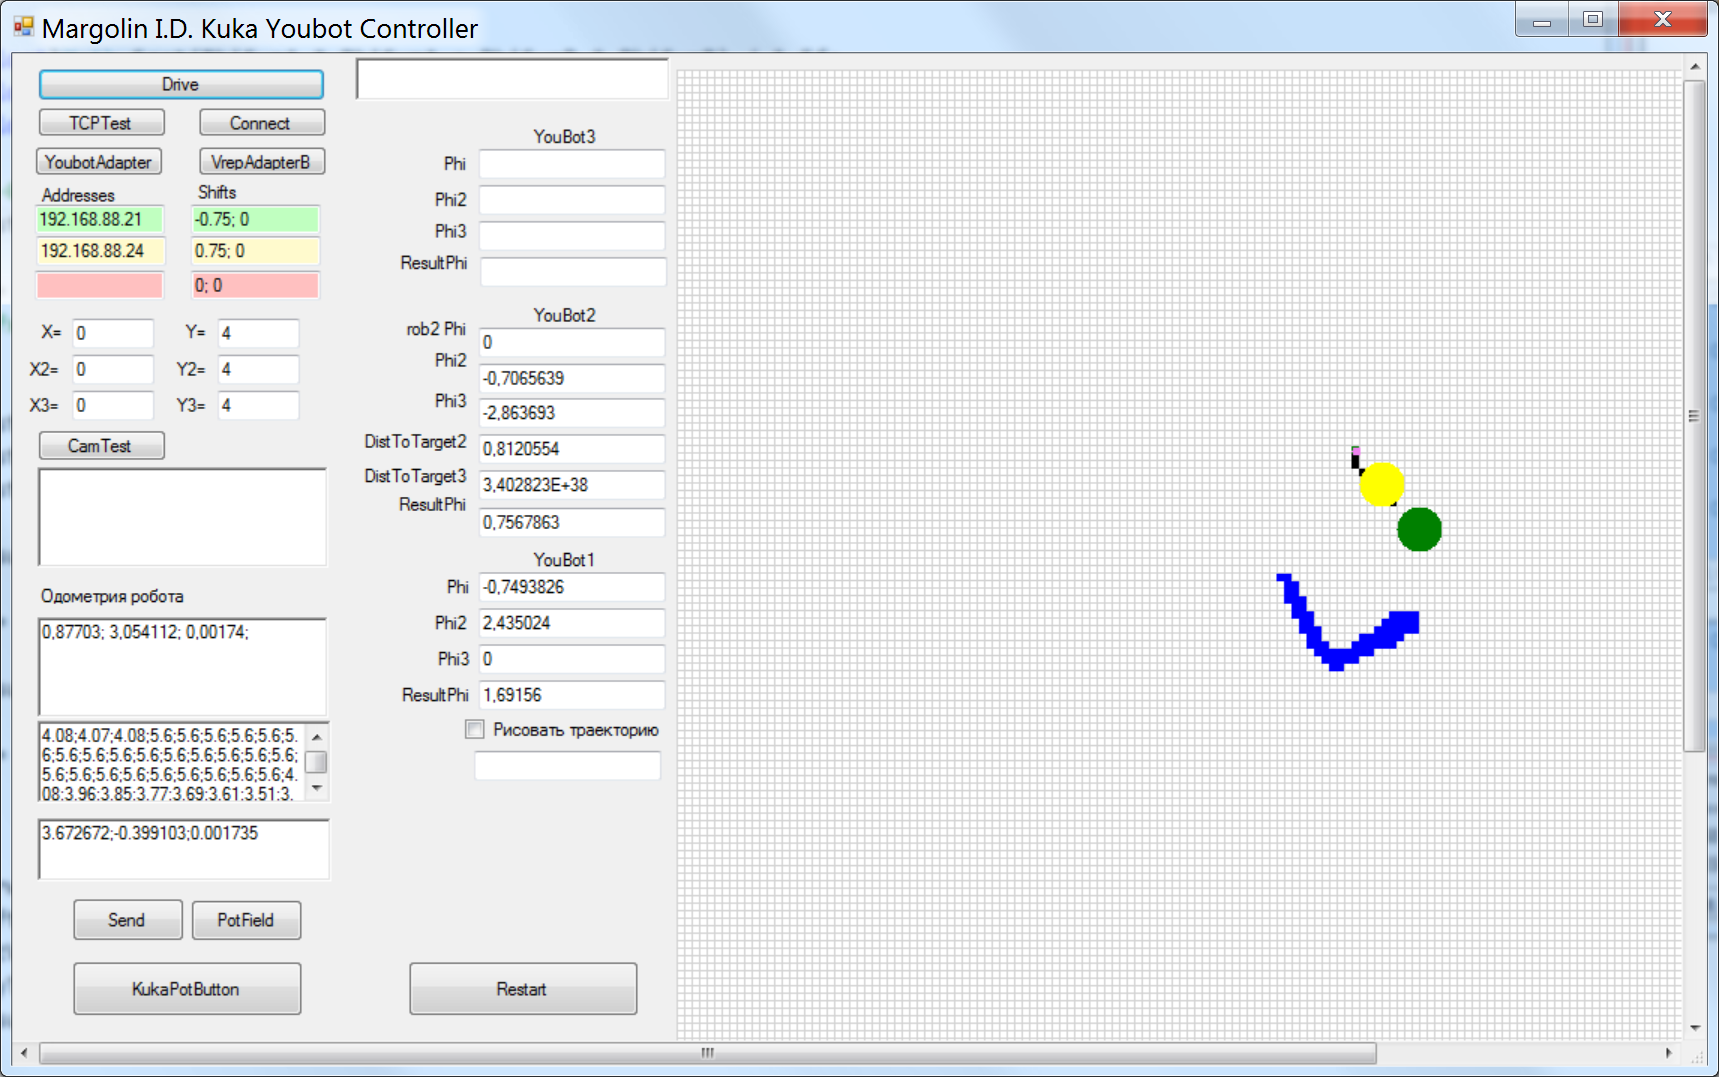 Margolin I.D. Kuka Youbot Controller
Drive
TCPTest
Connect
YoubotAdapter
VrepAdapterB
Addresses
Shifts
192.168.88.21
-0.75; 0
192.168.88.24
0.75; 0
0; 0
X=
0
Y=
4
X2=
0
Y2=
4
X3=
0
Y3=
4
CamTest
Одометрия робота
0,87703; 3,054112; 0,00174;
4.08;4.07;4.08;5.6;5.6;5.6;5.6;5.6;5.
6;5.6;5.6;5.6;5.6;5.6;5.6;5.6;5.6;5.6;
5.6;5.6;5.6;5.6;5.6;5.6;5.6;5.6;5.6;4.
08;3.96;3.85;3.77;3.69;3.61;3.51;3.
3.672672;-0.399103;0.001735
Send
PotField
KukaPotButton
YouBot3
Phi
Phi2
Phi3
ResultPhi
YouBot2
rob2 Phi
0
Phi2
-0,7065639
Phi3
-2,863693
DistToTarget2
0,8120554
DistToTarget3
3,402823E+38
ResultPhi
0,7567863
YouBot1
Phi
-0,7493826
Phi2
2,435024
Phi3
0
ResultPhi
1,69156
Рисовать траекторию
Restart